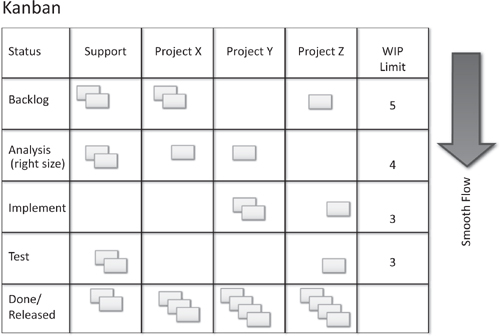 Kanban
Status Support Project X Project Y Project Z WIP Limit
Backlog 5
Analysis (right size) 4
Implement 3
Test 3
Done/ Released
Smooth Flow